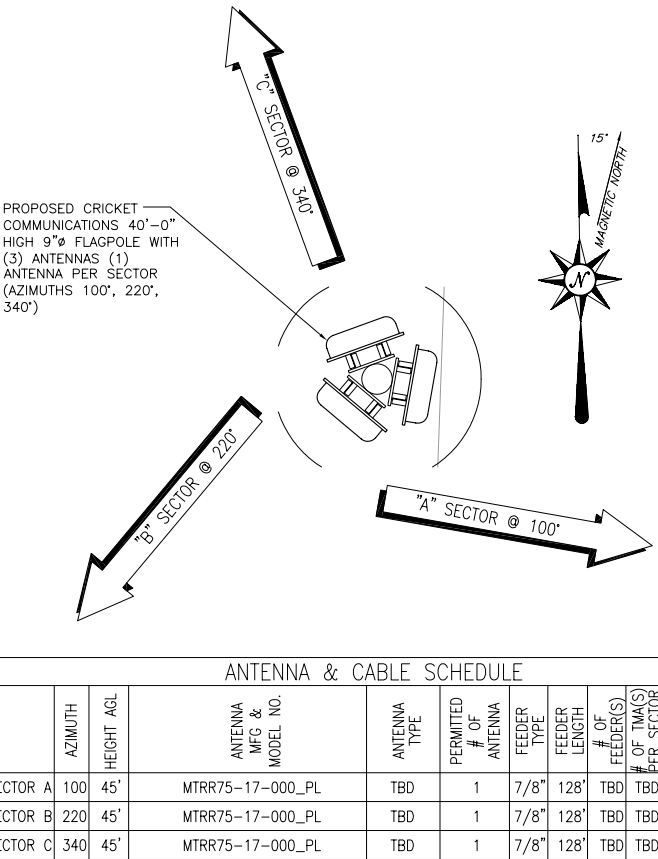 "C" SECTOR @ 340°
15°
MAGNETIC NORTH
N
PROPOSED CRICKET
COMMUNICATIONS 40'-0"
HIGH 9"ø FLAGPOLE WITH
(3) ANTENNAS (1)
ANTENNA PER SECTOR
(AZIMUTHS 100°, 220°,
340°)
"B" SECTOR @ 220°
"A" SECTOR @ 100°
ANTENNA & CABLE SCHEDULE
AZIMUTH
HEIGHT AGL
ANTENNA
MFG &
MODEL NO.
ANTENNA
TYPE
PERMITTED
# OF
ANTENNA
FEEDER
TYPE
FEEDER
LENGTH
# OF
FEEDER(S)
# OF TMA(S)
PER SECTOR
ECTOR A 100 45' MTRR75-17-000_PL TBD 1 7/8" 128' TBD TBD
ECTOR B 220 45' MTRR75-17-000_PL TBD 1 7/8" 128' TBD TBD
ECTOR C 340 45' MTRR75-17-000_PL TBD 1 7/8" 128' TBD TBD